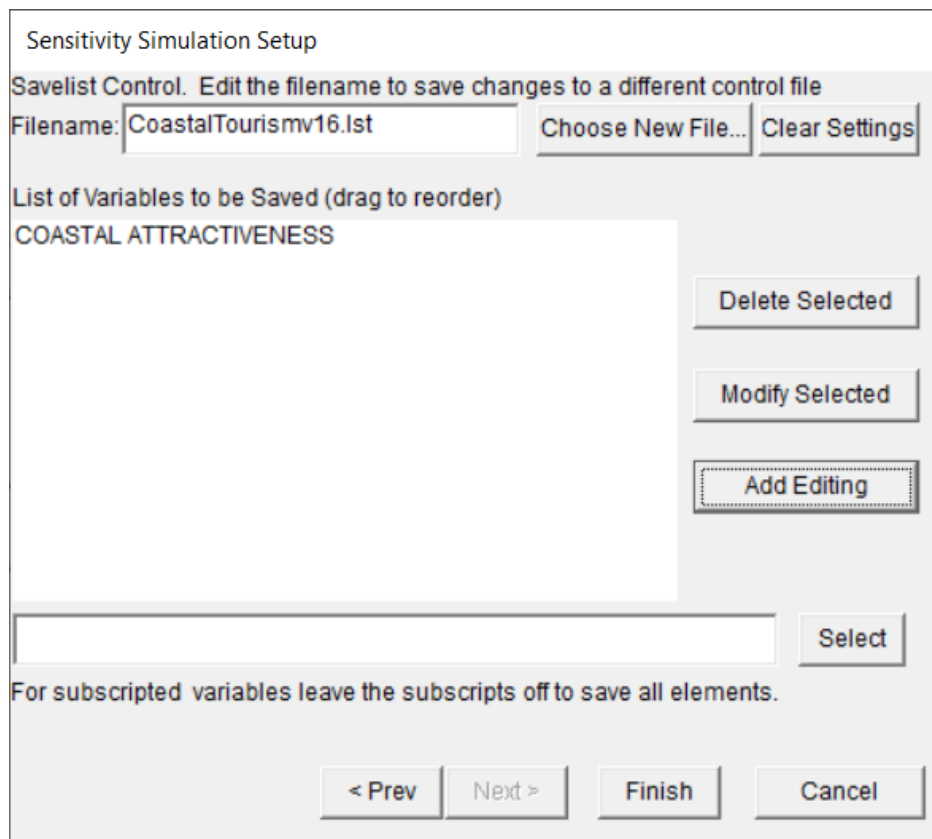 Sensitivity Simulation Setup
Savelist Control.  Edit the filename to save changes to a different control file
Filename: CoastalTourismv16.lst Choose New File... Clear Settings
List of Variables to be Saved (drag to reorder)
COASTAL ATTRACTIVENESS
Delete Selected
Modify Selected
Add Editing
Select
For subscripted  variables leave the subscripts off to save all elements.
< Prev Next > Finish Cancel